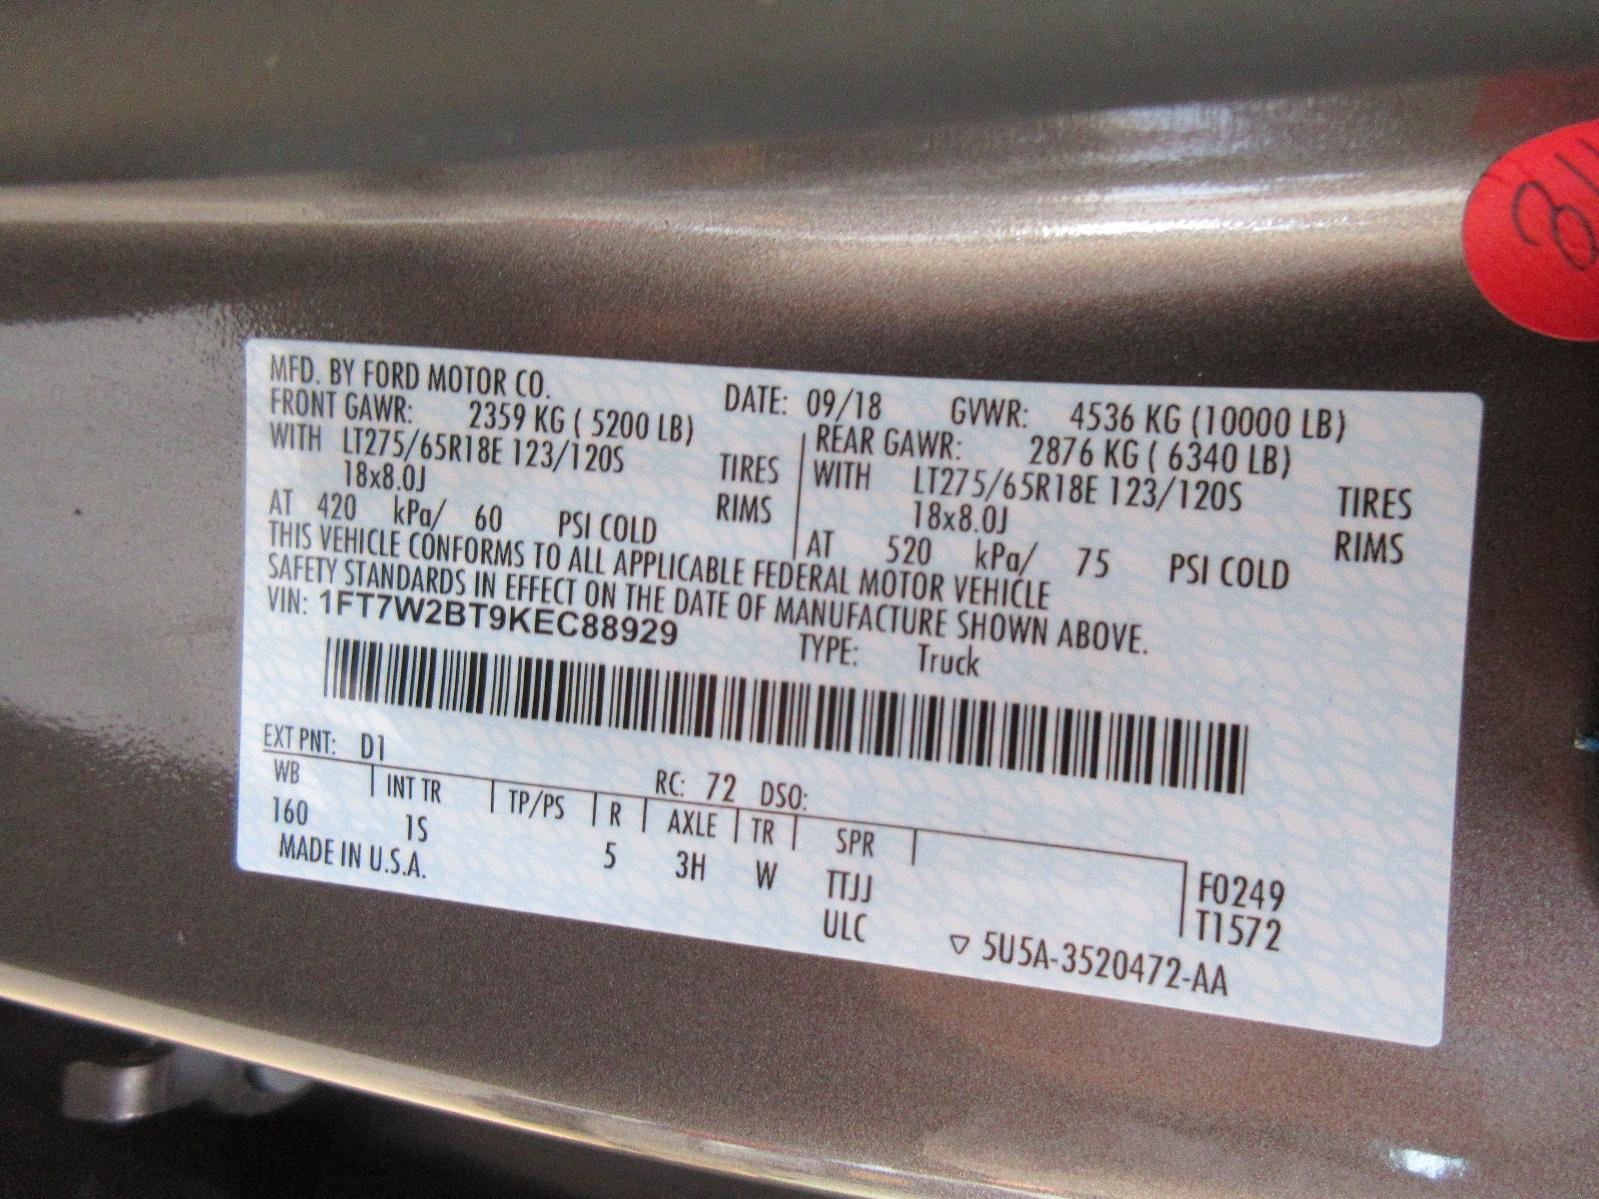 MFD. BY FORD MOTOR CO. DATE: 09/18 GVWR: 4536 KG (10000 LB)
FRONT GAWR: 2359 KG ( 5200 LB) REAR GAWR: 2876 KG ( 6340 LB)
WITH LT275/65R18E 123/120S TIRES WITH LT275/65R18E 123/120S TIRES
18x8.0J RIMS 18x8.0J RIMS
AT 420 kPa/ 60 PSI COLD AT 520 kPa/ 75 PSI COLD
THIS VEHICLE CONFORMS TO ALL APPLICABLE FEDERAL MOTOR VEHICLE
SAFETY STANDARDS IN EFFECT ON THE DATE OF MANUFACTURE SHOWN ABOVE.
VIN: 1FT7W2BT9KEC88929 TYPE: Truck
EXT PNT: D1 RC: 72 DSO:
WB INT TR TP/PS R AXLE TR SPR
160 1S 5 3H W TTJJ F0249
MADE IN U.S.A. ULC T1572
5U5A-3520472-AA